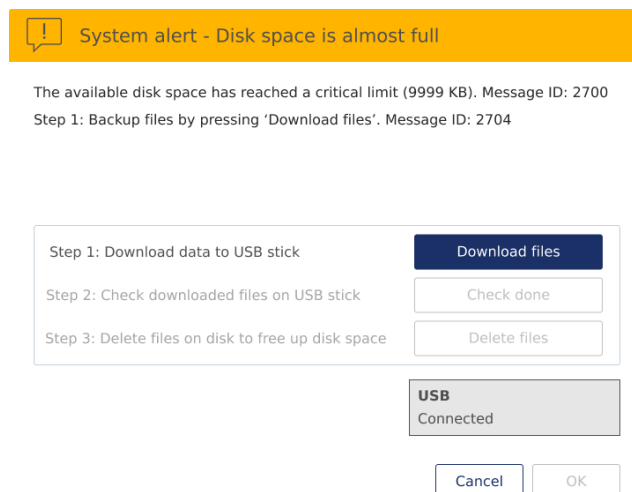 !
System alert - Disk space is almost full
The available disk space has reached a critical limit (9999 KB). Message ID: 2700
Step 1: Backup files by pressing ‘Download files’. Message ID: 2704
Step 1: Download data to USB stick
Download files
Step 2: Check downloaded files on USB stick
Check done
Step 3: Delete files on disk to free up disk space
Delete files
USB
Connected
Cancel
OK